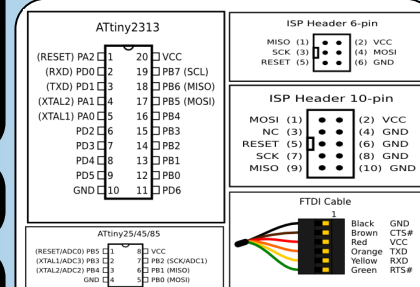 ATtiny2313
(RESET) PA2 1 20 VCC
(RXD) PD0 2 19 PB7 (SCL)
(TXD) PD1 3 18 PB6 (MISO)
(XTAL2) PA1 4 17 PB5 (MOSI)
(XTAL1) PA0 5 16 PB4
PD2 6 15 PB3
PD3 7 14 PB2
PD4 8 13 PB1
PD5 9 12 PB0
GND 10 11 PD6
ISP Header 6-pin
MISO (1) (2) VCC
SCK (3) (4) MOSI
RESET (5) (6) GND
ISP Header 10-pin
MOSI (1) (2) VCC
NC (3) (4) GND
RESET (5) (6) GND
SCK (7) (8) GND
MISO (9) (10) GND
ATtiny25/45/85
(RESET/ADC0) PB5 1 8 VCC
(XTAL1/ADC3) PB3 2 7 PB2 (SCK/ADC1)
(XTAL2/ADC2) PB4 3 6 PB1 (MISO)
GND 4 5 PB0 (MOSI)
FTDI Cable
1
Black GND
Brown CTS#
Red VCC
Orange TXD
Yellow RXD
Green RTS#